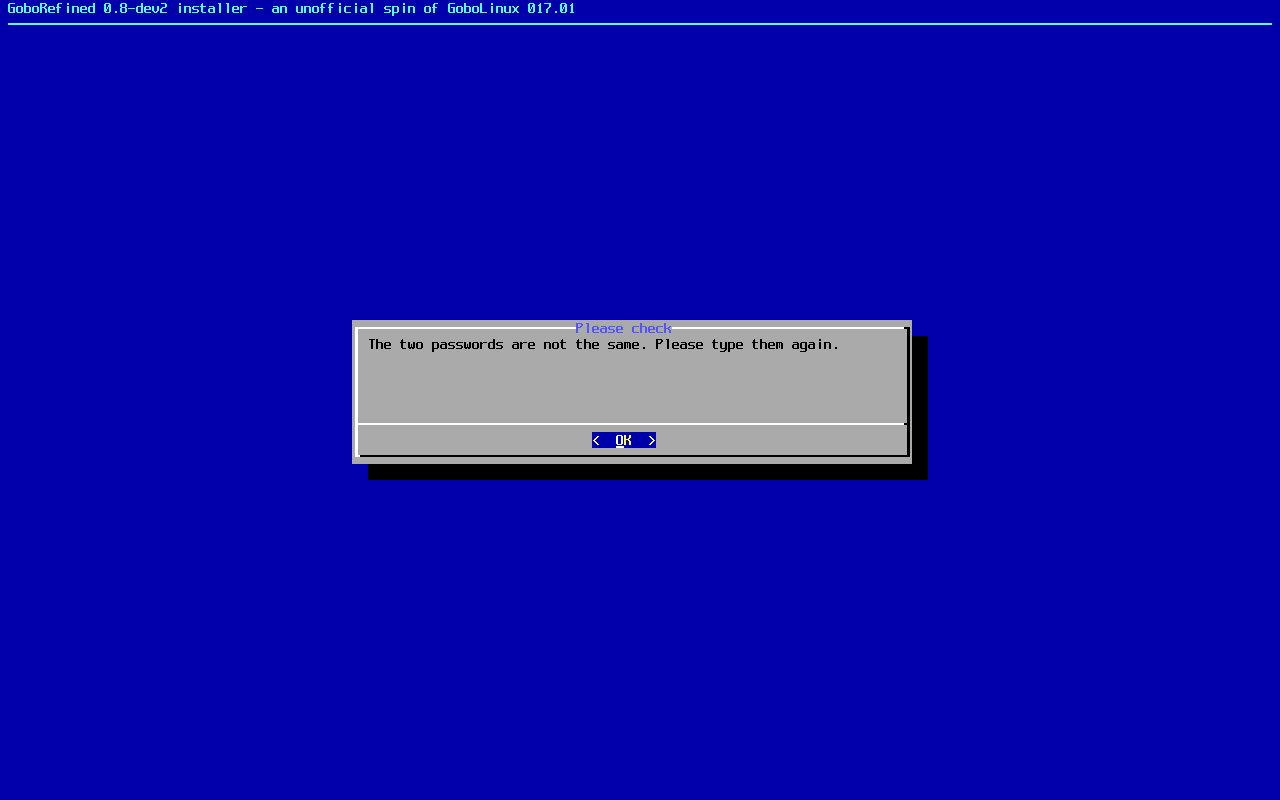 GoboRefined 0.8-dev2 installer - an unofficial spin of GoboLinux 017.01
Please check
The two passwords are not the same. Please type them again.
<  OK  >